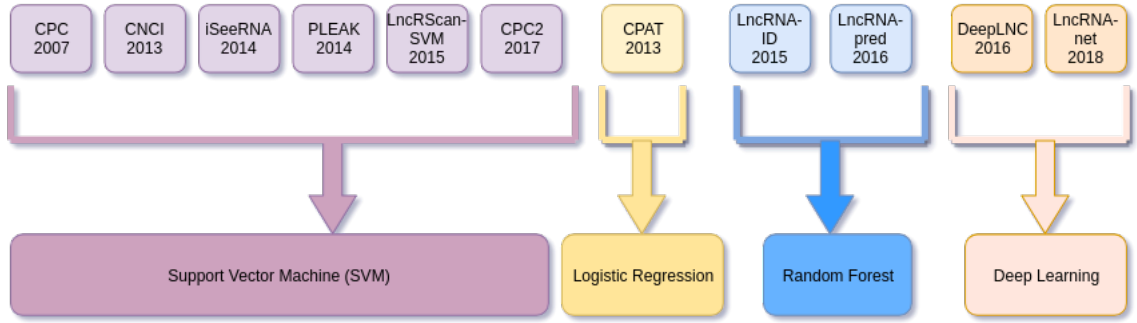 CPC
2007
CNCI
2013
iSeeRNA
2014
PLEAK
2014
LncRScan-
SVM
2015
CPC2
2017
CPAT
2013
LncRNA-
ID
2015
LncRNA-
pred
2016
DeepLNC
2016
LncRNA-
net
2018
Support Vector Machine (SVM)
Logistic Regression
Random Forest
Deep Learning